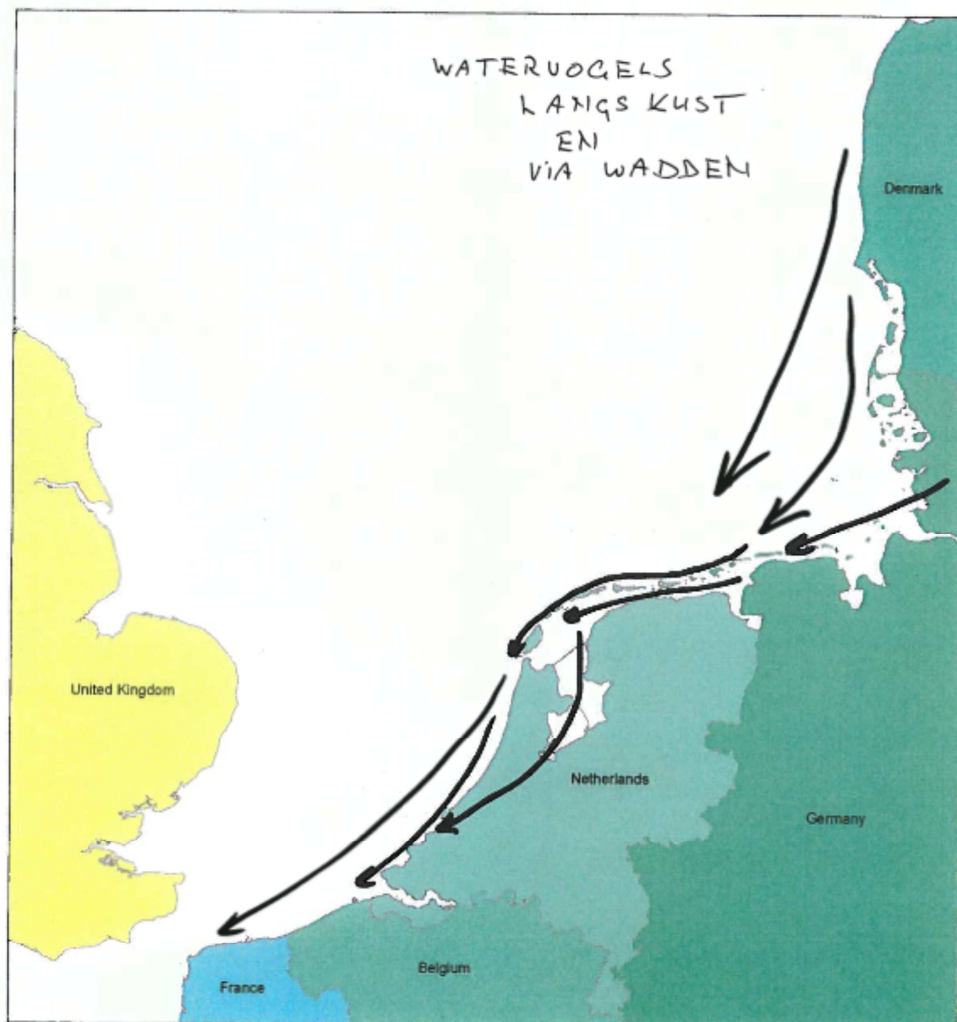 WATERVOGELS
LANGS KUST
EN
VIA WADDEN
Denmark
United Kingdom
Netherlands
Germany
Belgium
France